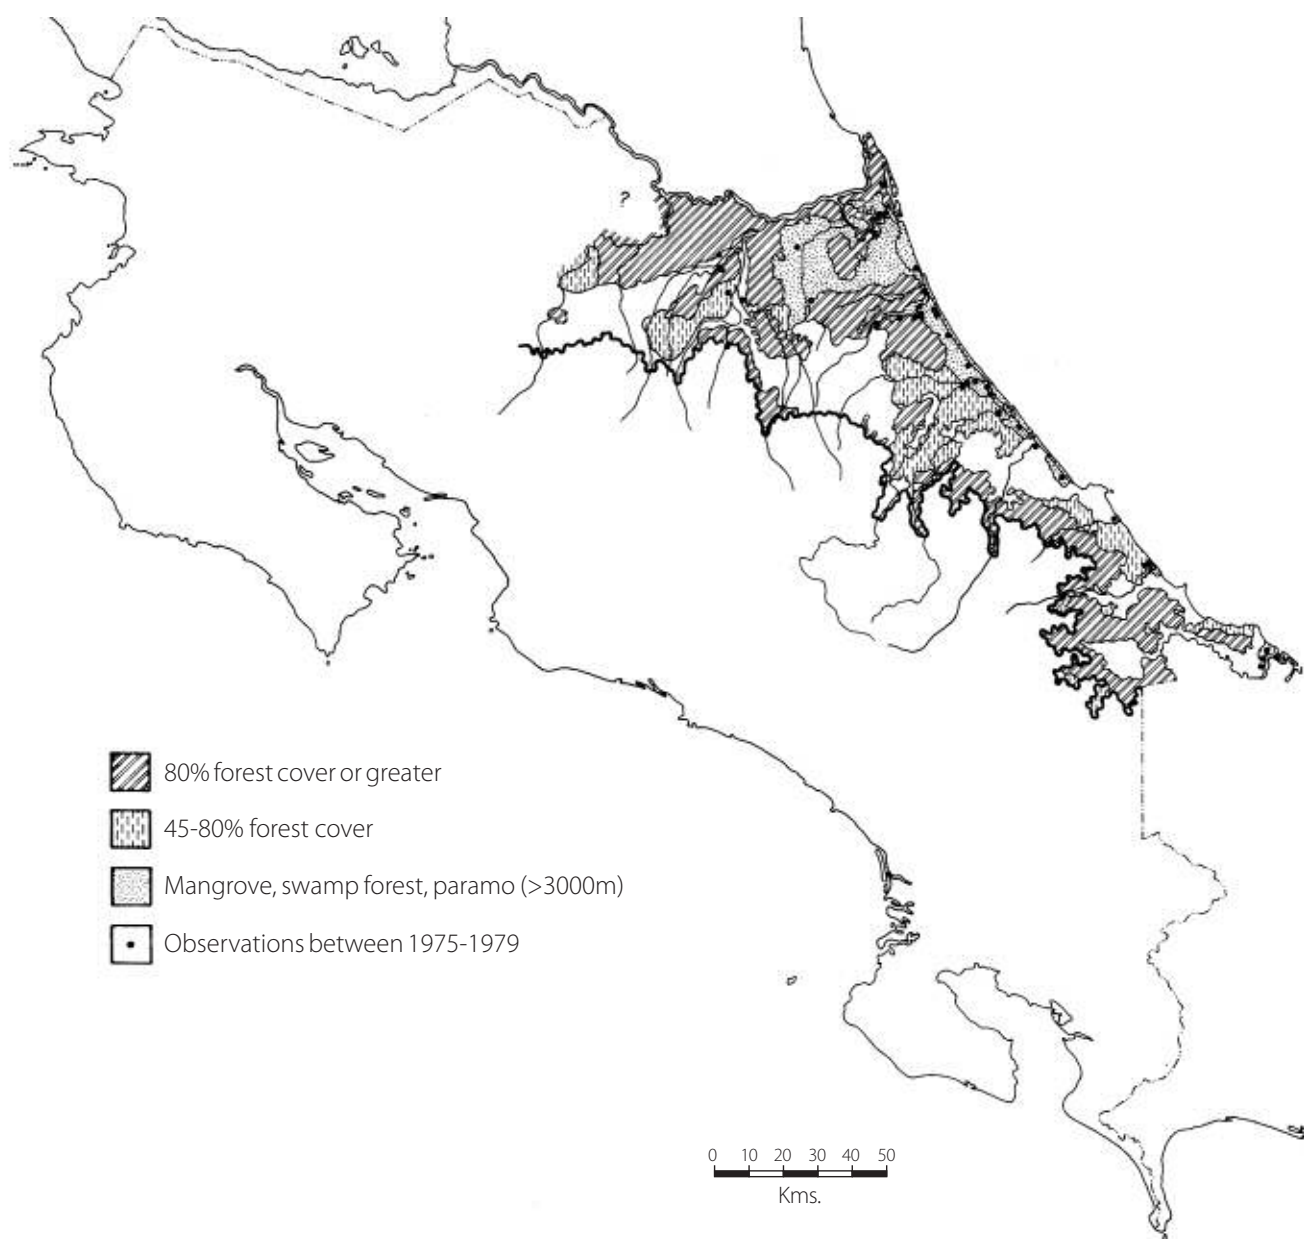 ?
80% forest cover or greater
45-80% forest cover
Mangrove, swamp forest, paramo (>3000m)
Observations between 1975-1979
0 10 20 30 40 50
Kms.